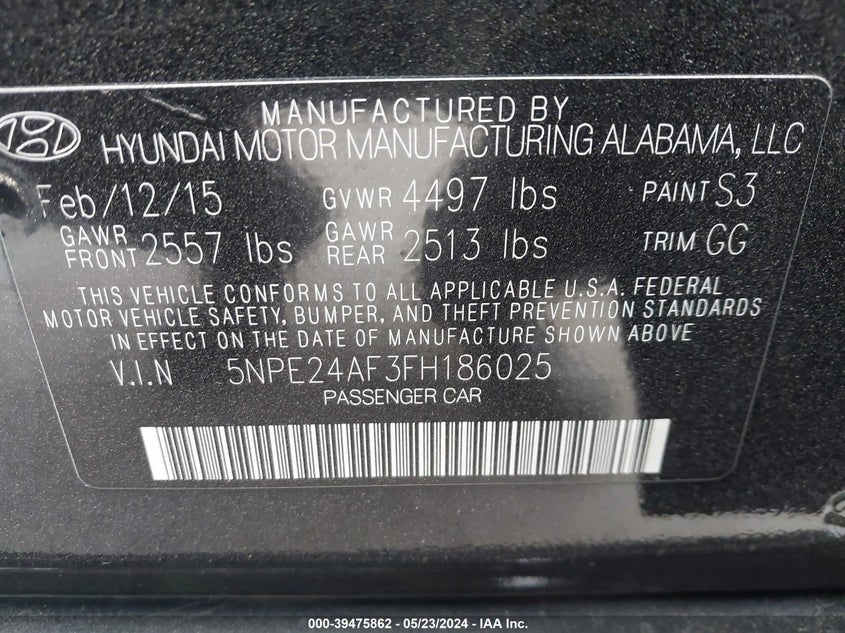 MANUFACTURED BY
HYUNDAI MOTOR MANUFACTURING ALABAMA, LLC
Feb/12/15 GVWR 4497 lbs PAINT S3
GAWR FRONT 2557 lbs GAWR REAR 2513 lbs TRIM GG
THIS VEHICLE CONFORMS TO ALL APPLICABLE U.S.A. FEDERAL
MOTOR VEHICLE SAFETY, BUMPER, AND THEFT PREVENTION STANDARDS
IN EFFECT ON THE DATE OF MANUFACTURE SHOWN ABOVE
V.I.N 5NPE24AF3FH186025
PASSENGER CAR
000-39475862 - 05/23/2024 - IAA Inc.